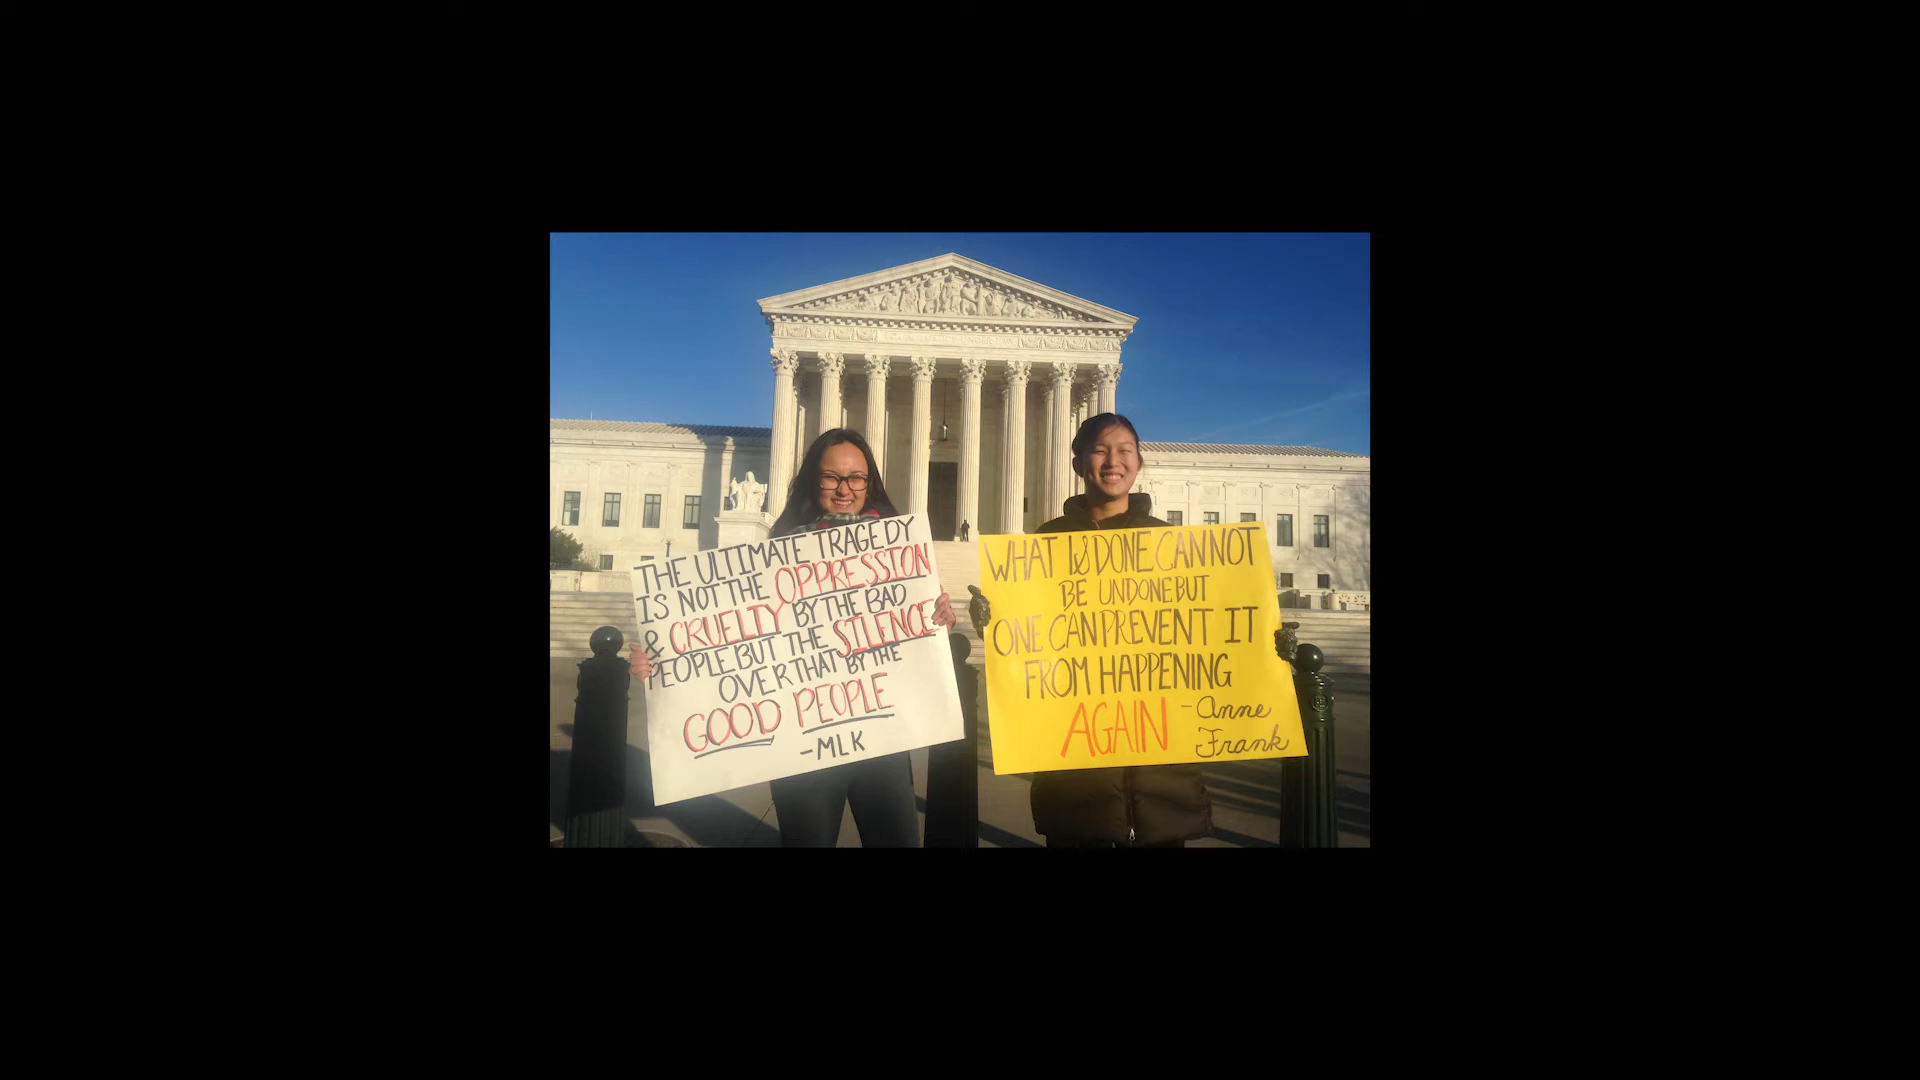 THE ULTIMATE TRAGEDY
IS NOT THE OPPRESSION
& CRUELTY BY THE BAD
PEOPLE BUT THE SILENCE
OVER THAT BY THE
GOOD PEOPLE
-MLK
WHAT IS DONE CANNOT
BE UNDONE BUT
ONE CAN PREVENT IT
FROM HAPPENING
AGAIN -Anne
Frank